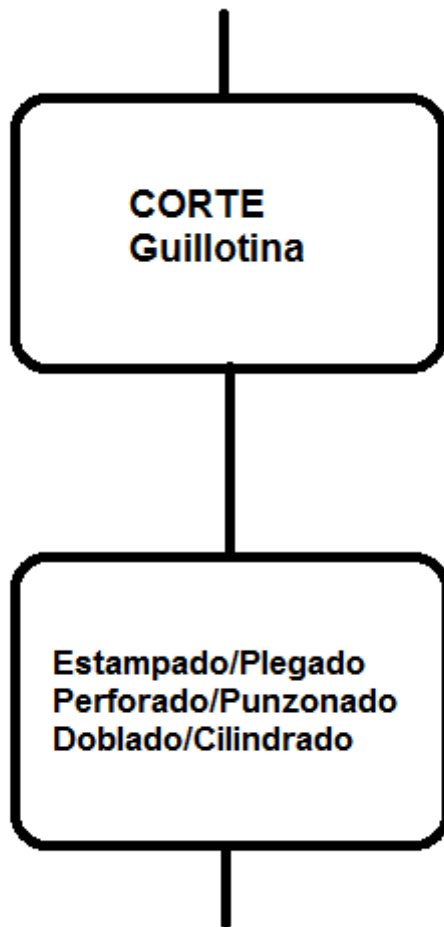 CORTE
Guillotina
Estampado/Plegado
Perforado/Punzonado
Doblado/Cilindrado